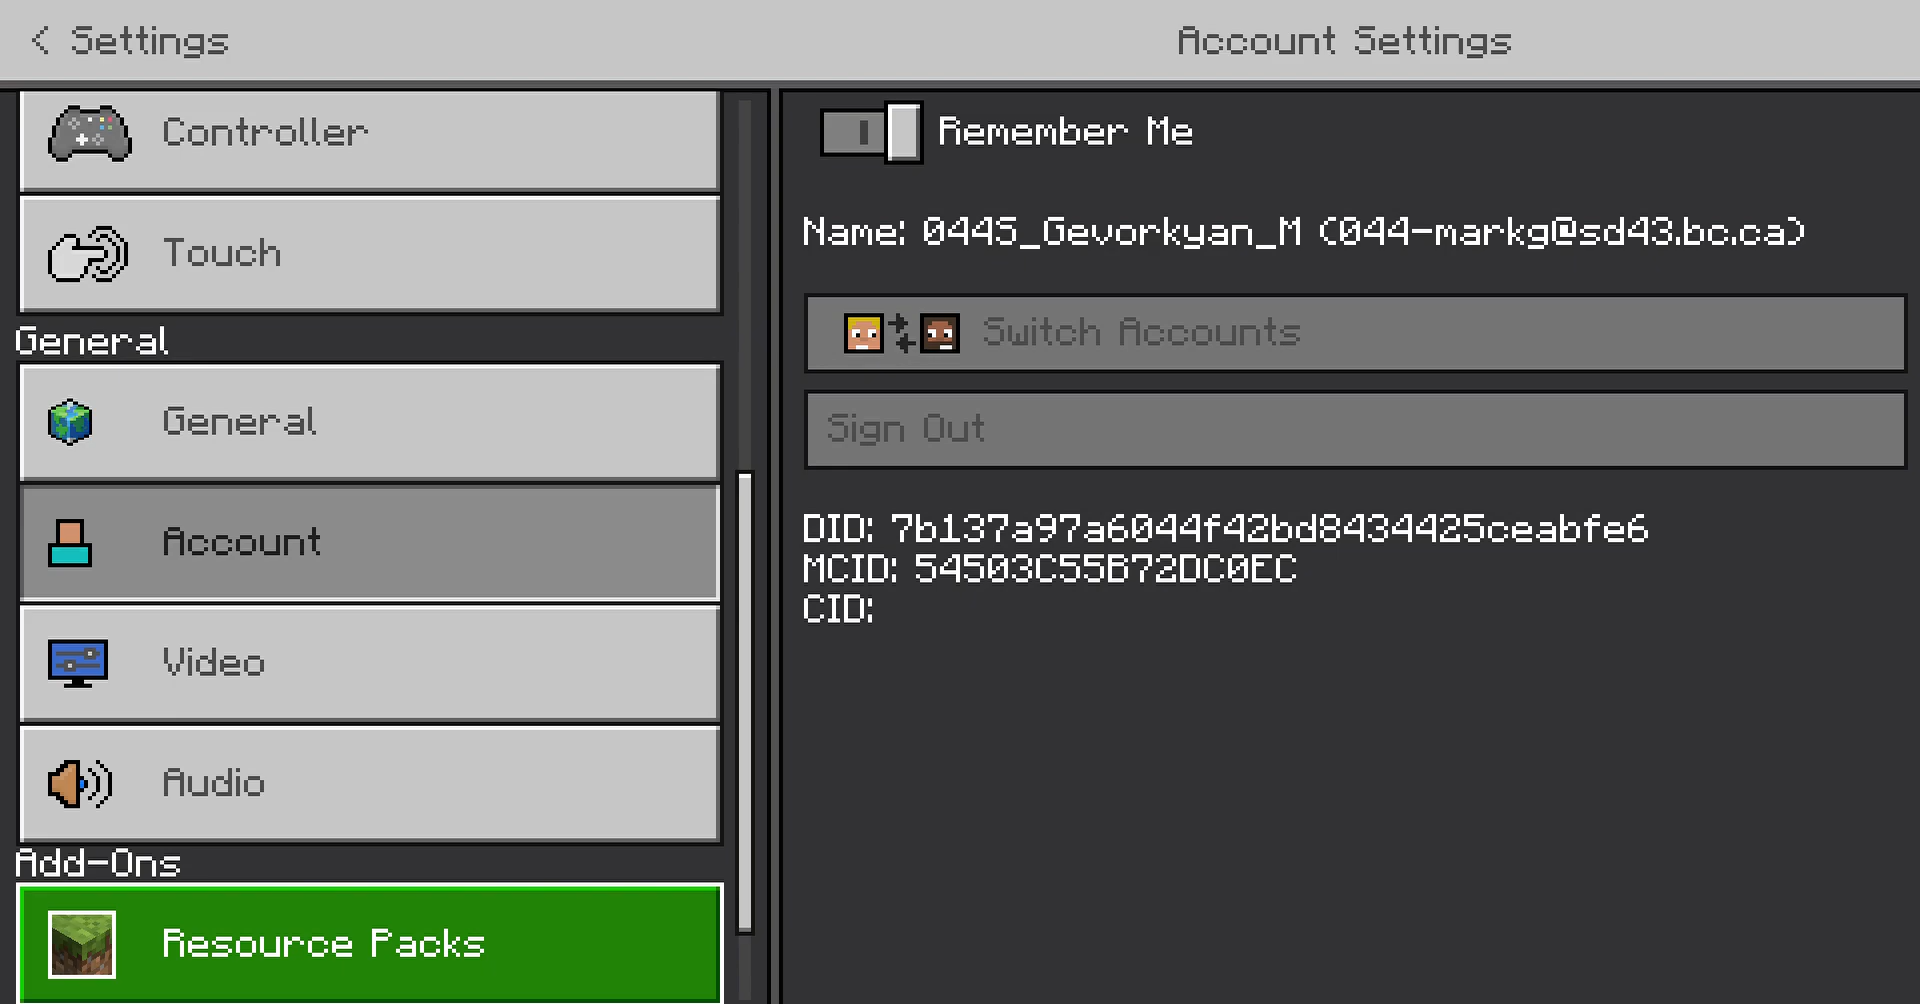 < Settings
Account Settings
Controller
Touch
General
General
Account
Video
Audio
Add-Ons
Resource Packs
Remember Me
Name: 0445_Gevorkyan_M (044-markg@sd43.bc.ca)
Switch Accounts
Sign Out
DID: 7b137a97a6044f42bd8434425ceabfe6
MCID: 54503C55B72DC0EC
CID: